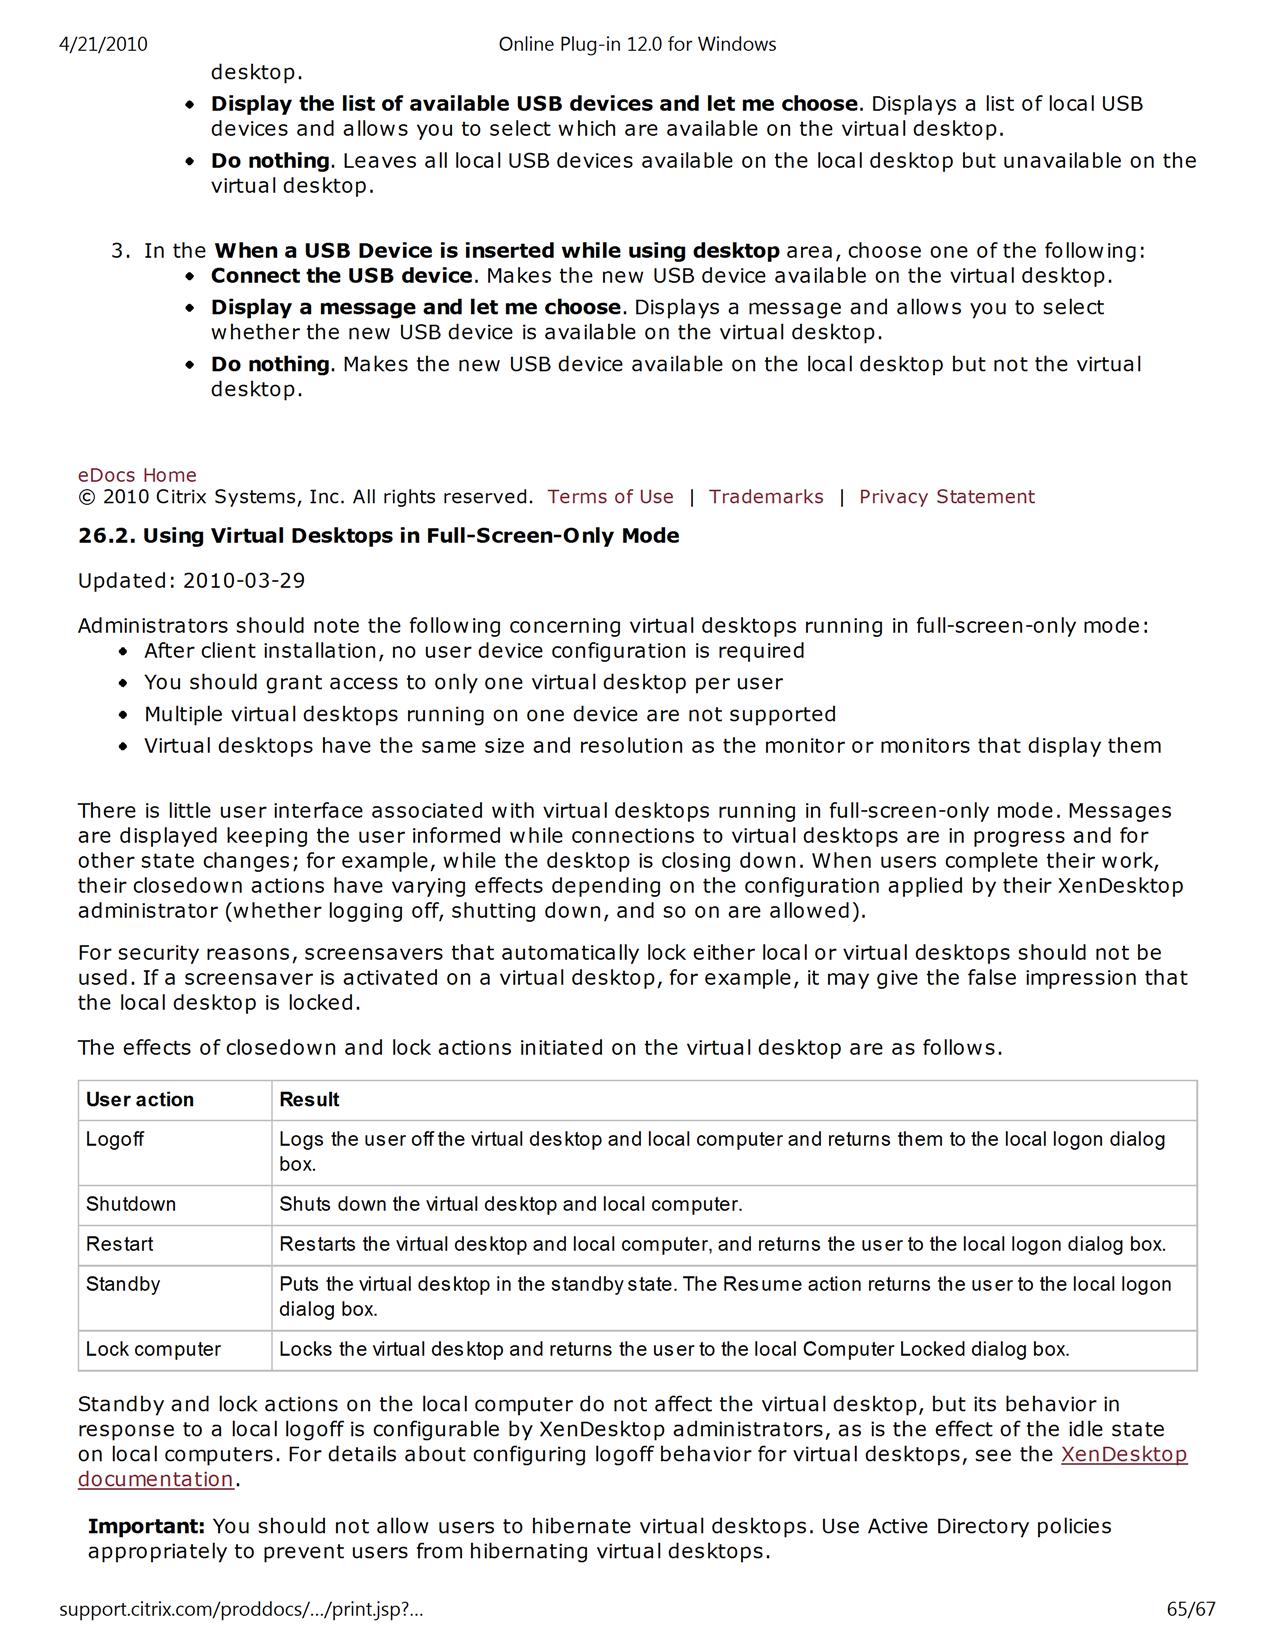 4/21/2010 Online Plug-in 12.0 for Windows
desktop.
• Display the list of available USB devices and let me choose. Displays a list of local USB
devices and allows you to select which are available on the virtual desktop.
• Do nothing. Leaves all local USB devices available on the local desktop but unavailable on the
virtual desktop.
3. In the When a USB Device is inserted while using desktop area, choose one of the following:
• Connect the USB device. Makes the new USB device available on the virtual desktop.
• Display a message and let me choose. Displays a message and allows you to select
whether the new USB device is available on the virtual desktop.
• Do nothing. Makes the new USB device available on the local desktop but not the virtual
desktop.
eDocs Home
© 2010 Citrix Systems, Inc. All rights reserved. Terms of Use | Trademarks | Privacy Statement
26.2. Using Virtual Desktops in Full-Screen-Only Mode
Updated: 2010-03-29
Administrators should note the following concerning virtual desktops running in full-screen-only mode:
• After client installation, no user device configuration is required
• You should grant access to only one virtual desktop per user
• Multiple virtual desktops running on one device are not supported
• Virtual desktops have the same size and resolution as the monitor or monitors that display them
There is little user interface associated with virtual desktops running in full-screen-only mode. Messages
are displayed keeping the user informed while connections to virtual desktops are in progress and for
other state changes; for example, while the desktop is closing down. When users complete their work,
their closedown actions have varying effects depending on the configuration applied by their XenDesktop
administrator (whether logging off, shutting down, and so on are allowed).
For security reasons, screensavers that automatically lock either local or virtual desktops should not be
used. If a screensaver is activated on a virtual desktop, for example, it may give the false impression that
the local desktop is locked.
The effects of closedown and lock actions initiated on the virtual desktop are as follows.
User action Result
Logoff Logs the user off the virtual desktop and local computer and returns them to the local logon dialog
box.
Shutdown Shuts down the virtual desktop and local computer.
Restart Restarts the virtual desktop and local computer, and returns the user to the local logon dialog box.
Standby Puts the virtual desktop in the standby state. The Resume action returns the user to the local logon
dialog box.
Lock computer Locks the virtual desktop and returns the user to the local Computer Locked dialog box.
Standby and lock actions on the local computer do not affect the virtual desktop, but its behavior in
response to a local logoff is configurable by XenDesktop administrators, as is the effect of the idle state
on local computers. For details about configuring logoff behavior for virtual desktops, see the XenDesktop
documentation.
Important: You should not allow users to hibernate virtual desktops. Use Active Directory policies
appropriately to prevent users from hibernating virtual desktops.
support.citrix.com/proddocs/.../print.jsp?... 65/67